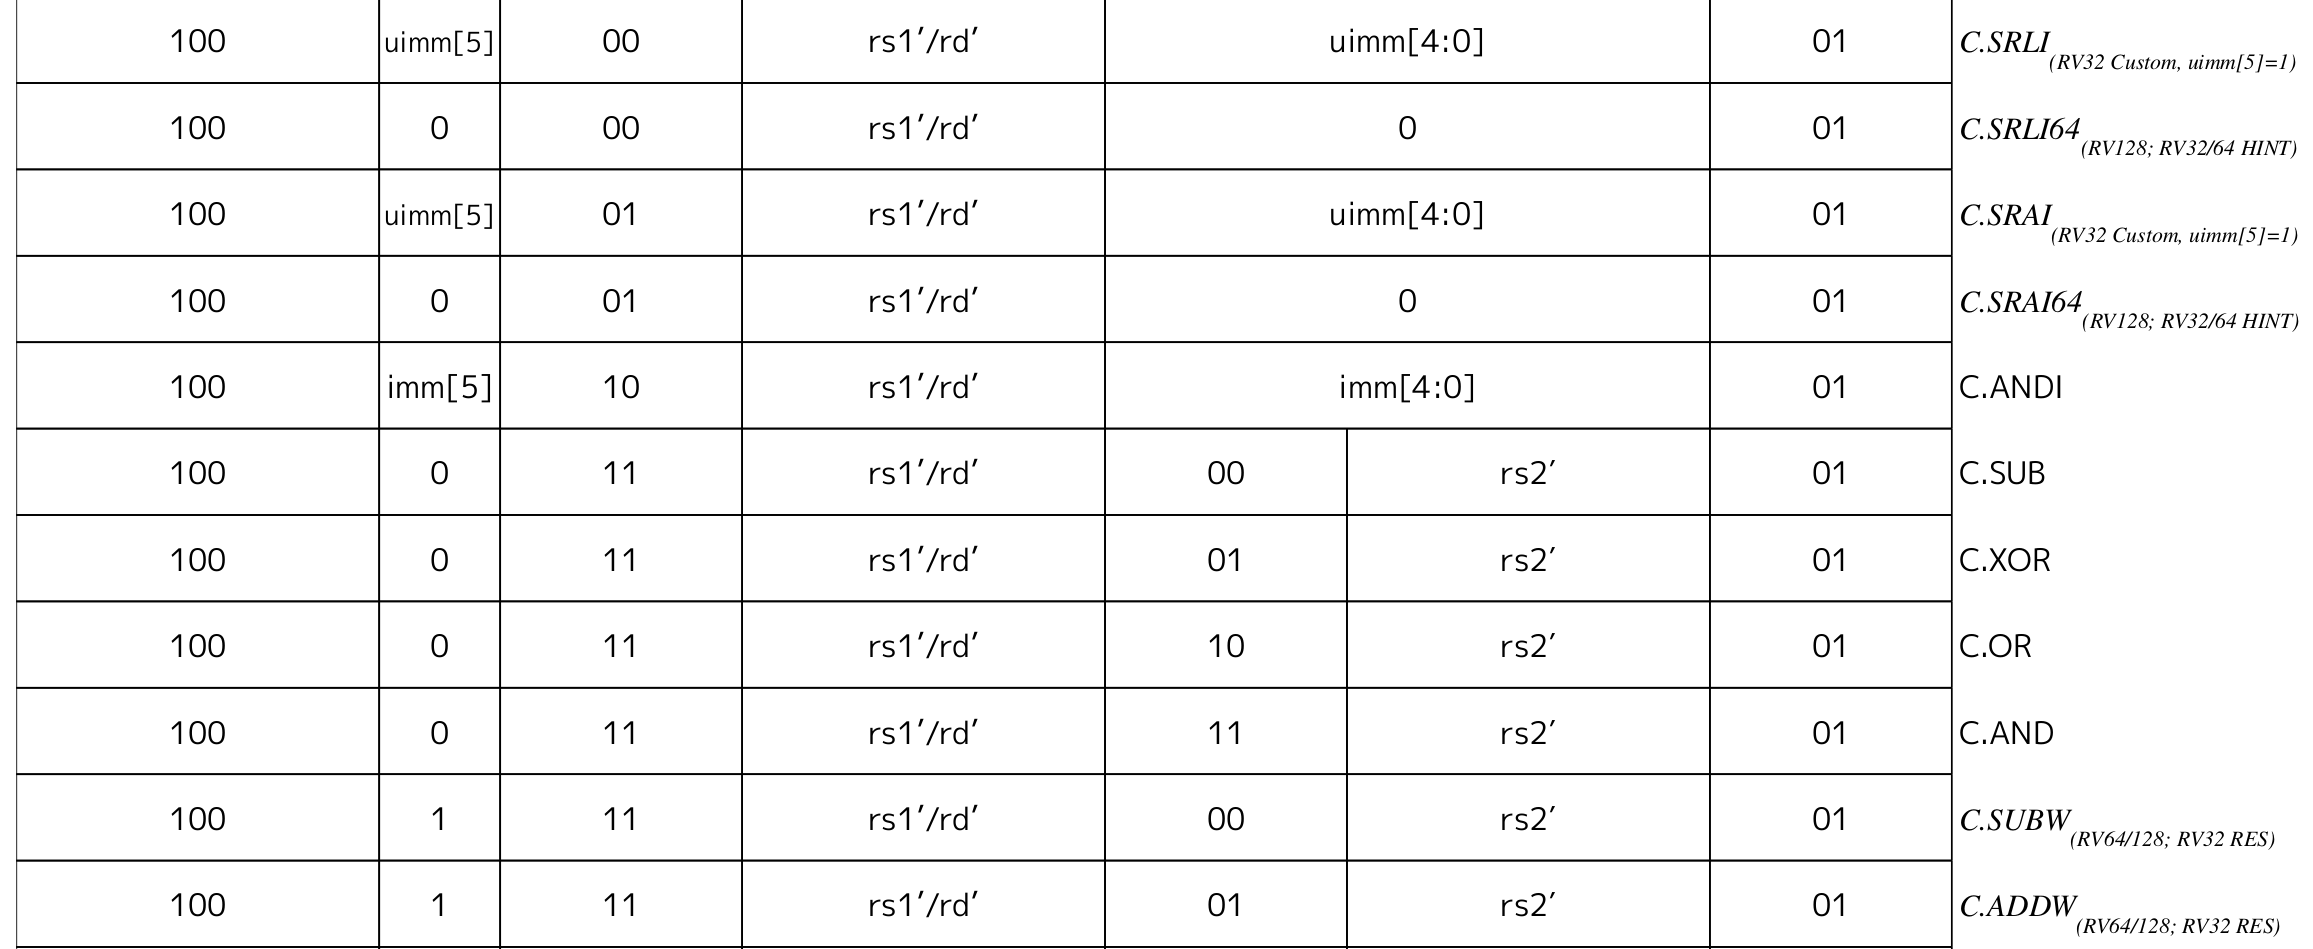 100 uimm[5] 00 rs1′/rd′ uimm[4:0] 01 C.SRLI(RV32 Custom, uimm[5]=1)
100 0 00 rs1′/rd′ 0 01 C.SRLI64(RV128; RV32/64 HINT)
100 uimm[5] 01 rs1′/rd′ uimm[4:0] 01 C.SRAI(RV32 Custom, uimm[5]=1)
100 0 01 rs1′/rd′ 0 01 C.SRAI64(RV128; RV32/64 HINT)
100 imm[5] 10 rs1′/rd′ imm[4:0] 01 C.ANDI
100 0 11 rs1′/rd′ 00 rs2′ 01 C.SUB
100 0 11 rs1′/rd′ 01 rs2′ 01 C.XOR
100 0 11 rs1′/rd′ 10 rs2′ 01 C.OR
100 0 11 rs1′/rd′ 11 rs2′ 01 C.AND
100 1 11 rs1′/rd′ 00 rs2′ 01 C.SUBW(RV64/128; RV32 RES)
100 1 11 rs1′/rd′ 01 rs2′ 01 C.ADDW(RV64/128; RV32 RES)